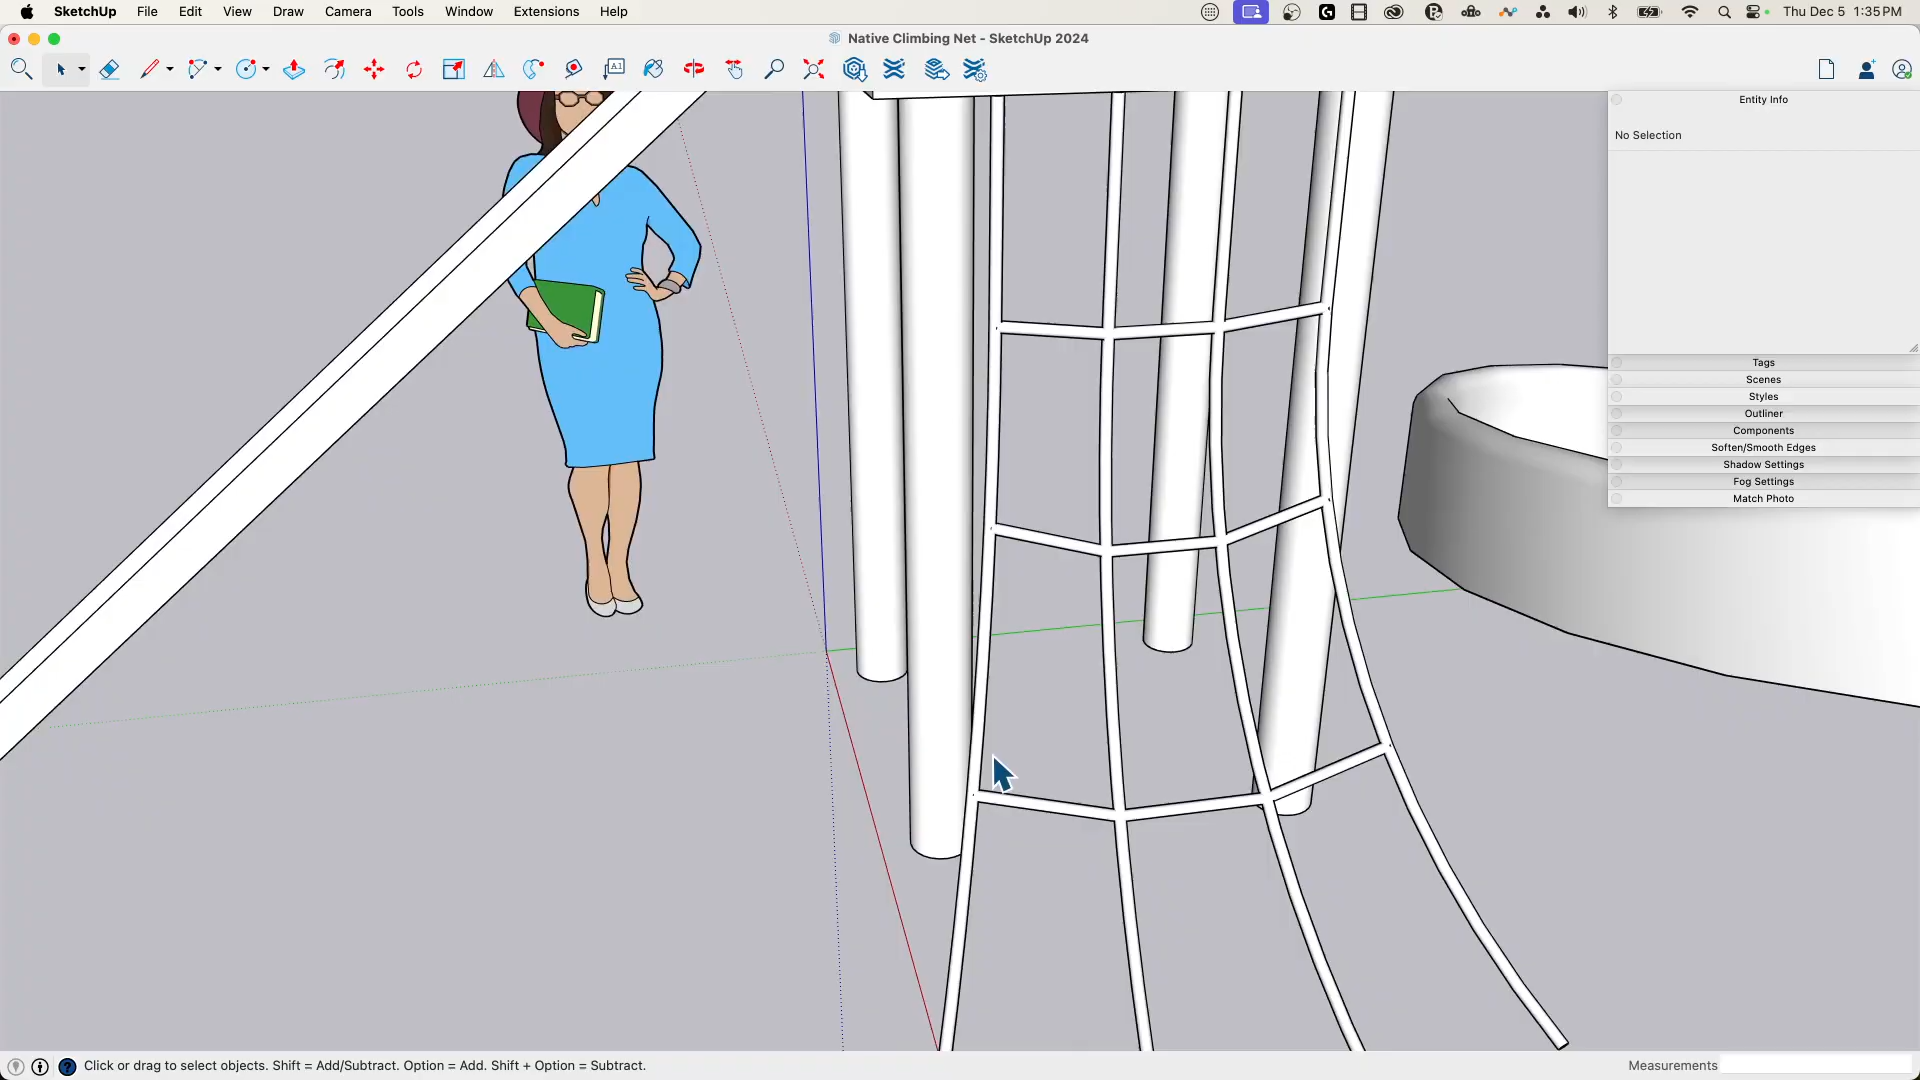 SketchUp File Edit View Draw Camera Tools Window Extensions Help Thu Dec 5 1:35 PM
Native Climbing Net - SketchUp 2024
A1
Entity Info
No Selection
Tags
Scenes
Styles
Outliner
Components
Soften/Smooth Edges
Shadow Settings
Fog Settings
Match Photo
Click or drag to select objects. Shift = Add/Subtract. Option = Add. Shift + Option = Subtract.
Measurements